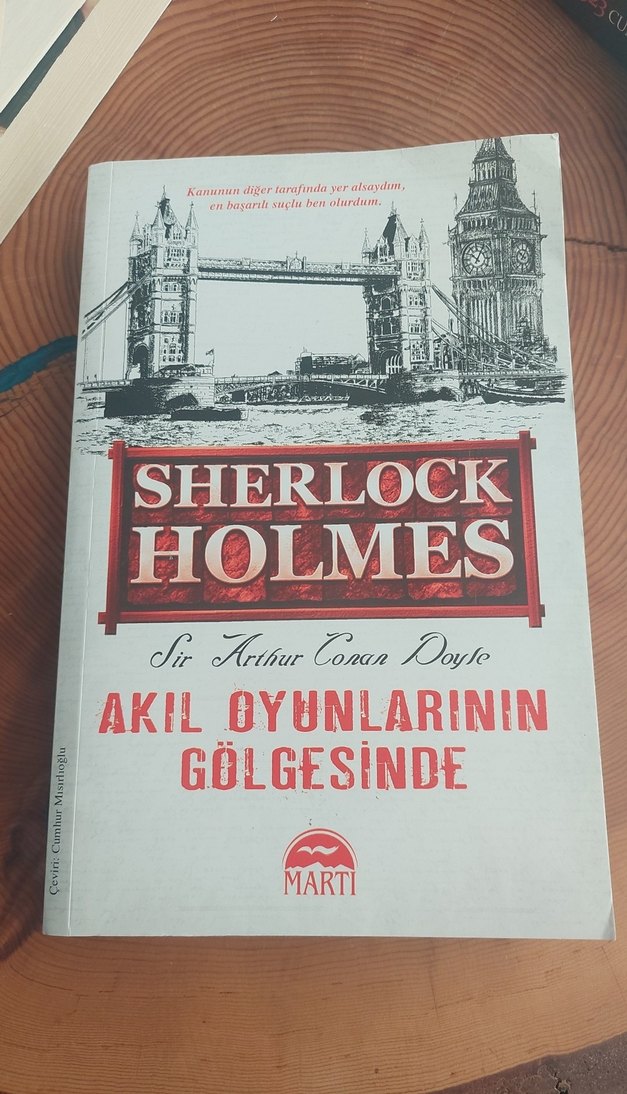 Kanunun diğer tarafında yer alsaydım,
en başarılı suçlu ben olurdum.
SHERLOCK
HOLMES
Sir Arthur Conan Doyle
AKIL OYUNLARININ
GÖLGESİNDE
MARTI
Çeviri: Cumhur Mısırlıoğlu